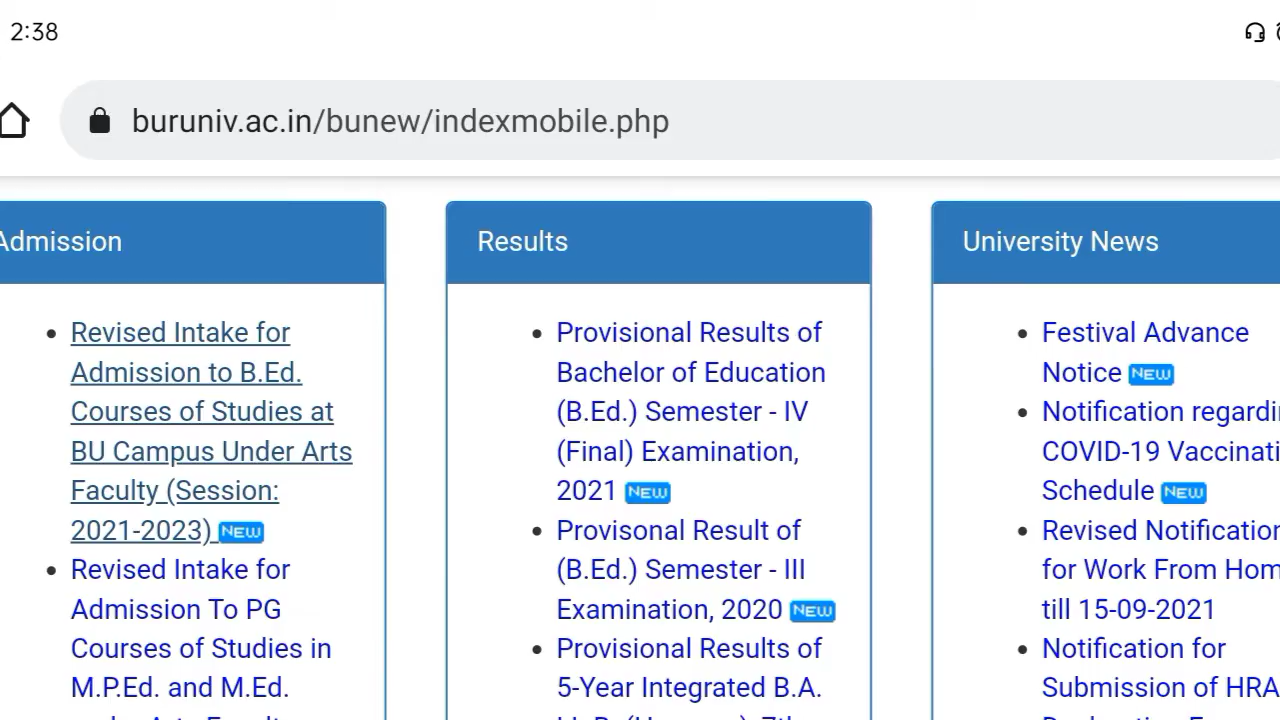 2:38
buruniv.ac.in/bunew/indexmobile.php
Admission
Revised Intake for
Admission to B.Ed.
Courses of Studies at
BU Campus Under Arts
Faculty (Session:
2021-2023) NEW
Revised Intake for
Admission To PG
Courses of Studies in
M.P.Ed. and M.Ed.
Results
Provisional Results of
Bachelor of Education
(B.Ed.) Semester - IV
(Final) Examination,
2021 NEW
Provisonal Result of
(B.Ed.) Semester - III
Examination, 2020 NEW
Provisional Results of
5-Year Integrated B.A.
University News
Festival Advance
Notice NEW
Notification regardi
COVID-19 Vaccinati
Schedule NEW
Revised Notification
for Work From Hom
till 15-09-2021
Notification for
Submission of HRA